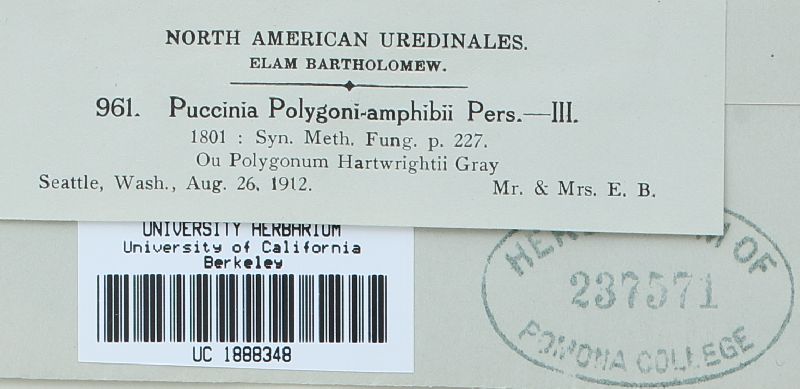 NORTH AMERICAN UREDINALES.
ELAM BARTHOLOMEW.
961. Puccinia Polygoni-amphibii Pers.—III.
1801 : Syn. Meth. Fung. p. 227.
Ou Polygonum Hartwrightii Gray
Seattle, Wash., Aug. 26, 1912. Mr. & Mrs. E. B.
UNIVERSITY HERBARIUM
University of California
Berkeley
UC 1888348
OF
237571
POMONA COLLEGE